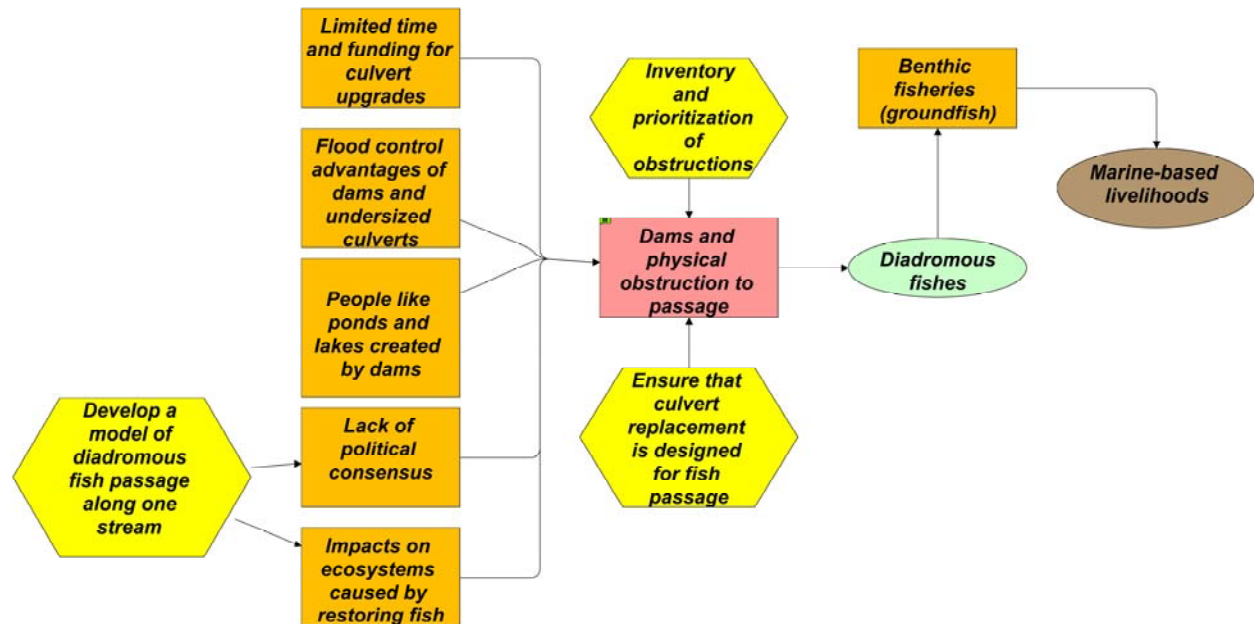 Limited time
and funding for
culvert
upgrades
Flood control
advantages of
dams and
undersized
culverts
People like
ponds and
lakes created
by dams
Lack of
political
consensus
Impacts on
ecosystems
caused by
restoring fish
Develop a
model of
diadromous
fish passage
along one
stream
Inventory
and
prioritization
of
obstructions
Dams and
physical
obstruction to
passage
Ensure that
culvert
replacement
is designed
for fish
passage
Diadromous
fishes
Benthic
fisheries
(groundfish)
Marine-based
livelihoods